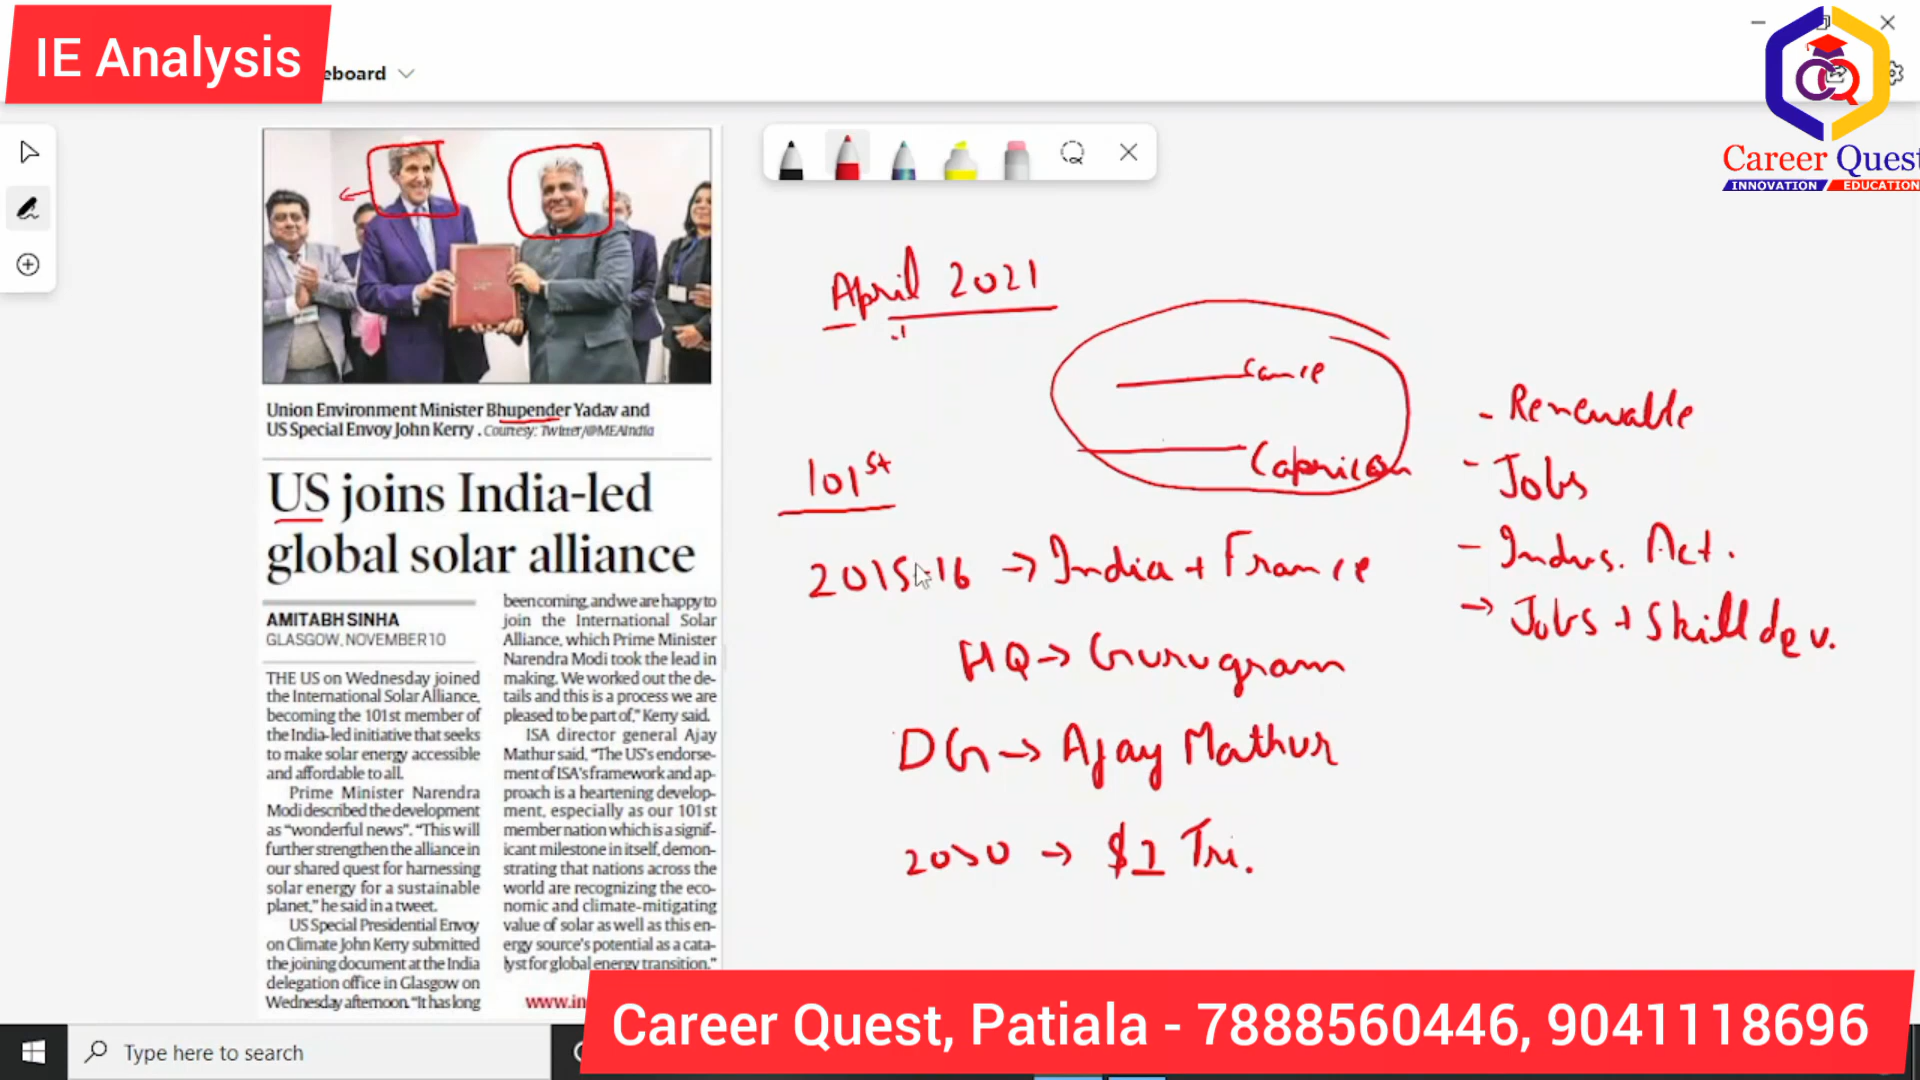 IE Analysis
eboard
Career Quest
INNOVATION EDUCATION
Union Environment Minister Bhupender Yadav and
US Special Envoy John Kerry . Courtesy: Twitter/@MEAIndia
US joins India-led
global solar alliance
AMITABH SINHA
GLASGOW, NOVEMBER 10
THE US on Wednesday joined
the International Solar Alliance,
becoming the 101st member of
the India-led initiative that seeks
to make solar energy accessible
and affordable to all.
Prime Minister Narendra
Modi described the development
as “wonderful news”. “This will
further strengthen the alliance in
our shared quest for harnessing
solar energy for a sustainable
planet,” he said in a tweet.
US Special Presidential Envoy
on Climate John Kerry submitted
the joining document at the India
delegation office in Glasgow on
Wednesday afternoon. “It has long
been coming, and we are happy to
join the International Solar
Alliance, which Prime Minister
Narendra Modi took the lead in
making. We worked out the de-
tails and this is a process we are
pleased to be part of,” Kerry said.
ISA director general Ajay
Mathur said, “The US’s endorse-
ment of ISA’s framework and ap-
proach is a heartening develop-
ment, especially as our 101st
member nation which is a signif-
icant milestone in itself, demon-
strating that nations across the
world are recognizing the eco-
nomic and climate-mitigating
value of solar as well as this en-
ergy source’s potential as a cata-
lyst for global energy transition.”
www.in
April 2021
Capricorn
101st
2015-16 → India + France
HQ → Gurugram
DG → Ajay Mathur
2030 → $1 Tri.
- Renewable
- Jobs
- Indus. Act.
→ Jobs + Skill dev.
Career Quest, Patiala - 7888560446, 9041118696
Type here to search